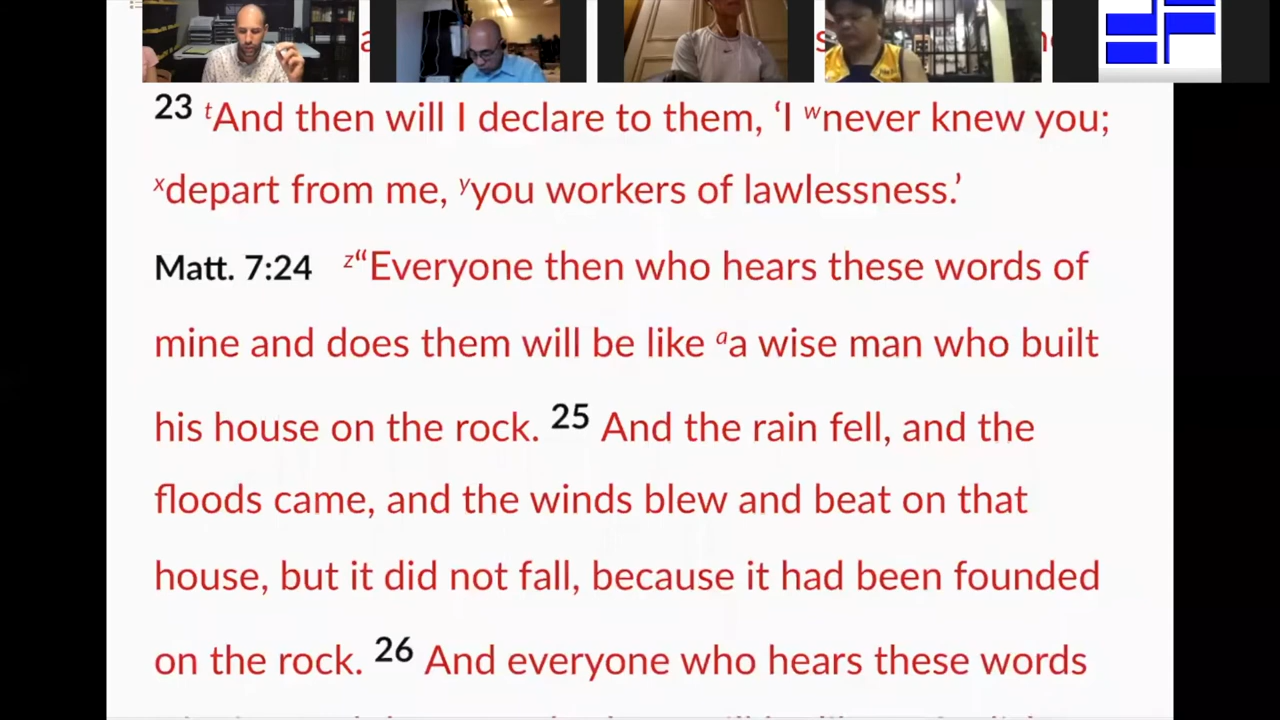 23 tAnd then will I declare to them, ‘I wnever knew you;
xdepart from me, yyou workers of lawlessness.’
Matt. 7:24 z“Everyone then who hears these words of
mine and does them will be like aa wise man who built
his house on the rock. 25 And the rain fell, and the
floods came, and the winds blew and beat on that
house, but it did not fall, because it had been founded
on the rock. 26 And everyone who hears these words